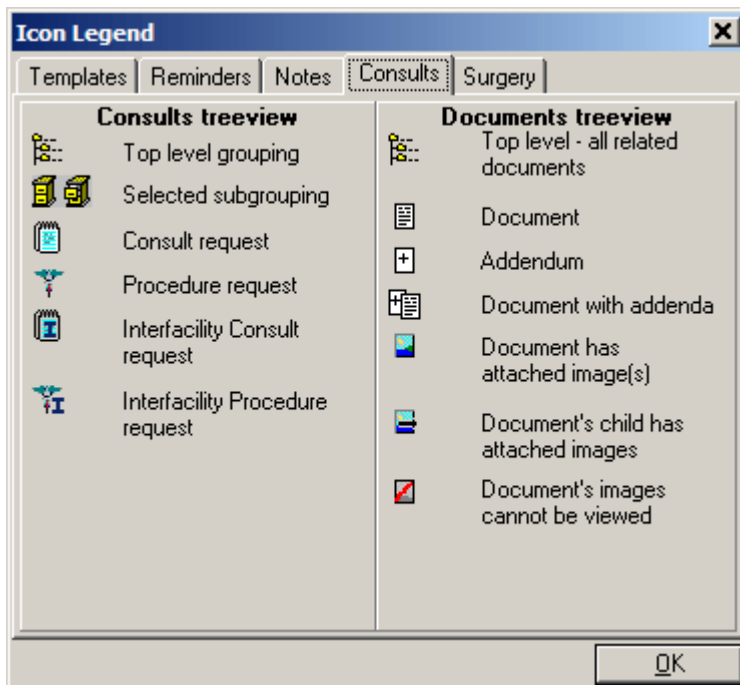 Icon Legend
Templates
Reminders
Notes
Consults
Surgery
Consults treeview
Top level grouping
Selected subgrouping
Consult request
Procedure request
Interfacility Consult
request
Interfacility Procedure
request
Documents treeview
Top level - all related
documents
Document
Addendum
Document with addenda
Document has
attached image(s)
Document's child has
attached images
Document's images
cannot be viewed
OK